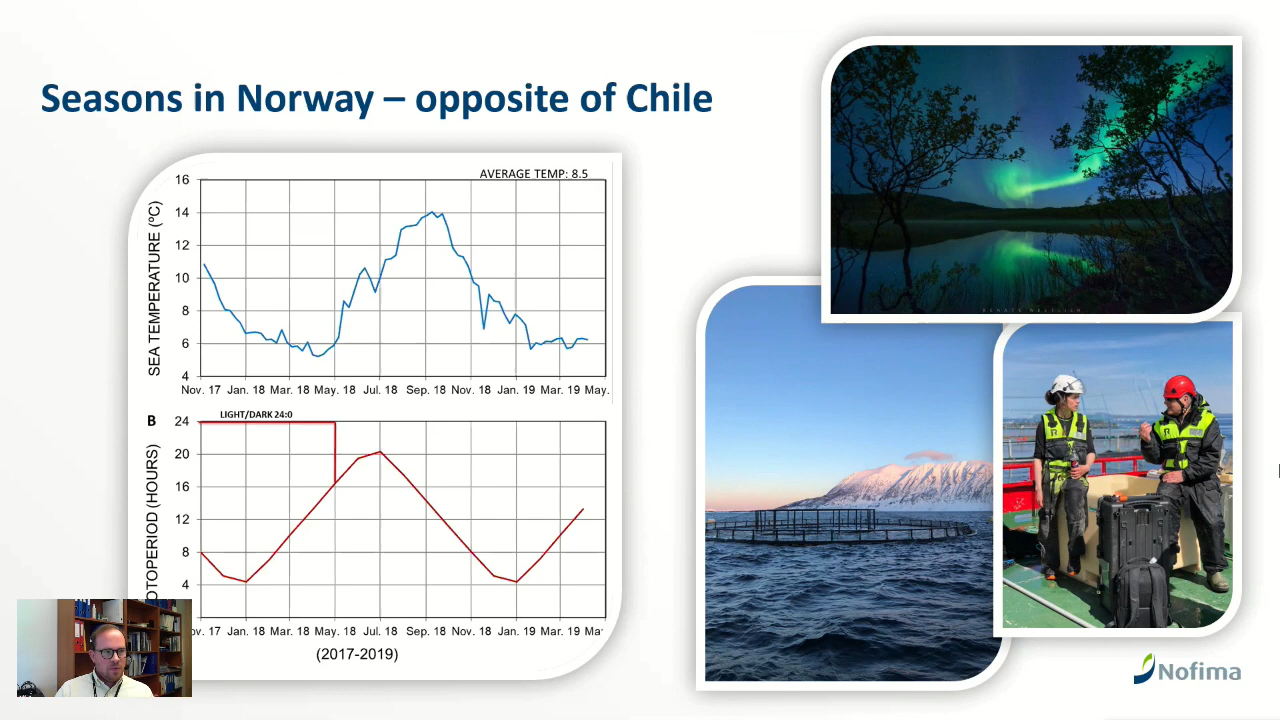 Seasons in Norway – opposite of Chile
AVERAGE TEMP: 8.5
SEA TEMPERATURE (ºC)
16
14
12
10
8
6
4
Nov. 17 Jan. 18 Mar. 18 May. 18 Jul. 18 Sep. 18 Nov. 18 Jan. 19 Mar. 19 May.
LIGHT/DARK 24:0
B
OTOPERIOD (HOURS)
24
20
16
12
8
4
ov. 17 Jan. 18 Mar. 18 May. 18 Jul. 18 Sep. 18 Nov. 18 Jan. 19 Mar. 19 Ma
(2017-2019)
Nofima